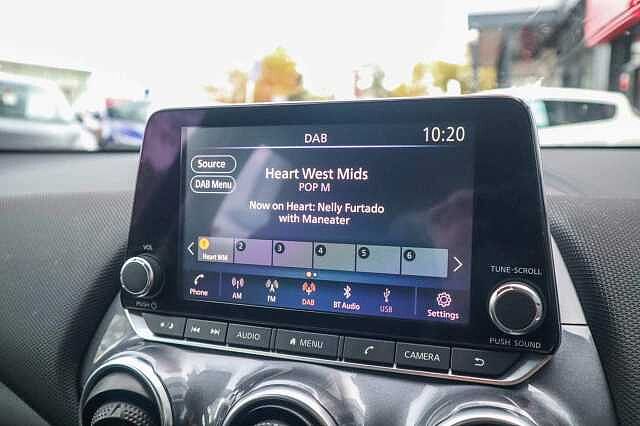 DAB
10:20
Source
DAB Menu
Heart West Mids
POP M
Now on Heart: Nelly Furtado
with Maneater
1 2 3 4 5 6
Heart WM
Phone AM FM DAB BT Audio USB Settings
VOL
PUSH
TUNE·SCROLL
PUSH SOUND
AUDIO MENU CAMERA